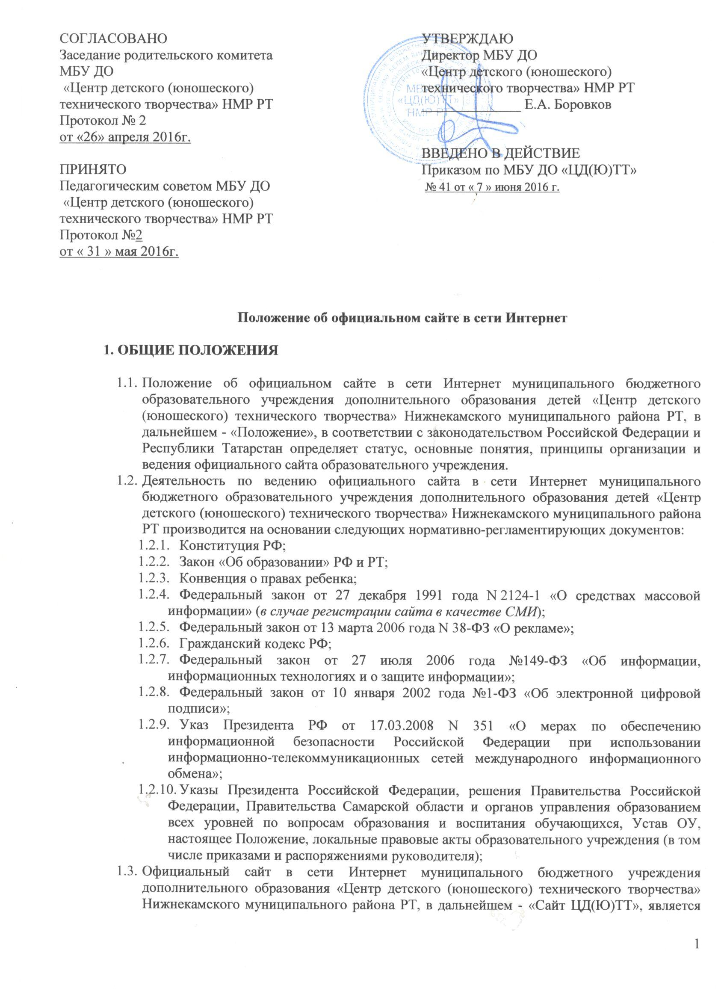 СОГЛАСОВАНО
Заседание родительского комитета
МБУ ДО
«Центр детского (юношеского)
технического творчества» НМР РТ
Протокол № 2
от «26» апреля 2016г.
ПРИНЯТО
Педагогическим советом МБУ ДО
«Центр детского (юношеского)
технического творчества» НМР РТ
Протокол №2
от « 31 » мая 2016г.
УТВЕРЖДАЮ
Директор МБУ ДО
«Центр детского (юношеского)
технического творчества» НМР РТ
Е.А. Боровков
МБУ ДО
«ЦД(Ю)ТТ»
НМР РТ
ВВЕДЕНО В ДЕЙСТВИЕ
Приказом по МБУ ДО «ЦД(Ю)ТТ»
№ 41 от « 7 » июня 2016 г.
Положение об официальном сайте в сети Интернет
1. ОБЩИЕ ПОЛОЖЕНИЯ
1.1. Положение об официальном сайте в сети Интернет муниципального бюджетного
образовательного учреждения дополнительного образования детей «Центр детского
(юношеского) технического творчества» Нижнекамского муниципального района РТ, в
дальнейшем - «Положение», в соответствии с законодательством Российской Федерации и
Республики Татарстан определяет статус, основные понятия, принципы организации и
ведения официального сайта образовательного учреждения.
1.2. Деятельность по ведению официального сайта в сети Интернет муниципального
бюджетного образовательного учреждения дополнительного образования детей «Центр
детского (юношеского) технического творчества» Нижнекамского муниципального района
РТ производится на основании следующих нормативно-регламентирующих документов:
1.2.1. Конституция РФ;
1.2.2. Закон «Об образовании» РФ и РТ;
1.2.3. Конвенция о правах ребенка;
1.2.4. Федеральный закон от 27 декабря 1991 года N 2124-1 «О средствах массовой
информации» (в случае регистрации сайта в качестве СМИ);
1.2.5. Федеральный закон от 13 марта 2006 года N 38-ФЗ «О рекламе»;
1.2.6. Гражданский кодекс РФ;
1.2.7. Федеральный закон от 27 июля 2006 года №149-ФЗ «Об информации,
информационных технологиях и о защите информации»;
1.2.8. Федеральный закон от 10 января 2002 года №1-ФЗ «Об электронной цифровой
подписи»;
1.2.9. Указ Президента РФ от 17.03.2008 N 351 «О мерах по обеспечению
информационной безопасности Российской Федерации при использовании
информационно-телекоммуникационных сетей международного информационного
обмена»;
1.2.10. Указы Президента Российской Федерации, решения Правительства Российской
Федерации, Правительства Самарской области и органов управления образованием
всех уровней по вопросам образования и воспитания обучающихся, Устав ОУ,
настоящее Положение, локальные правовые акты образовательного учреждения (в том
числе приказами и распоряжениями руководителя);
1.3. Официальный сайт в сети Интернет муниципального бюджетного учреждения
дополнительного образования «Центр детского (юношеского) технического творчества»
Нижнекамского муниципального района РТ, в дальнейшем - «Сайт ЦД(Ю)ТТ», является
1